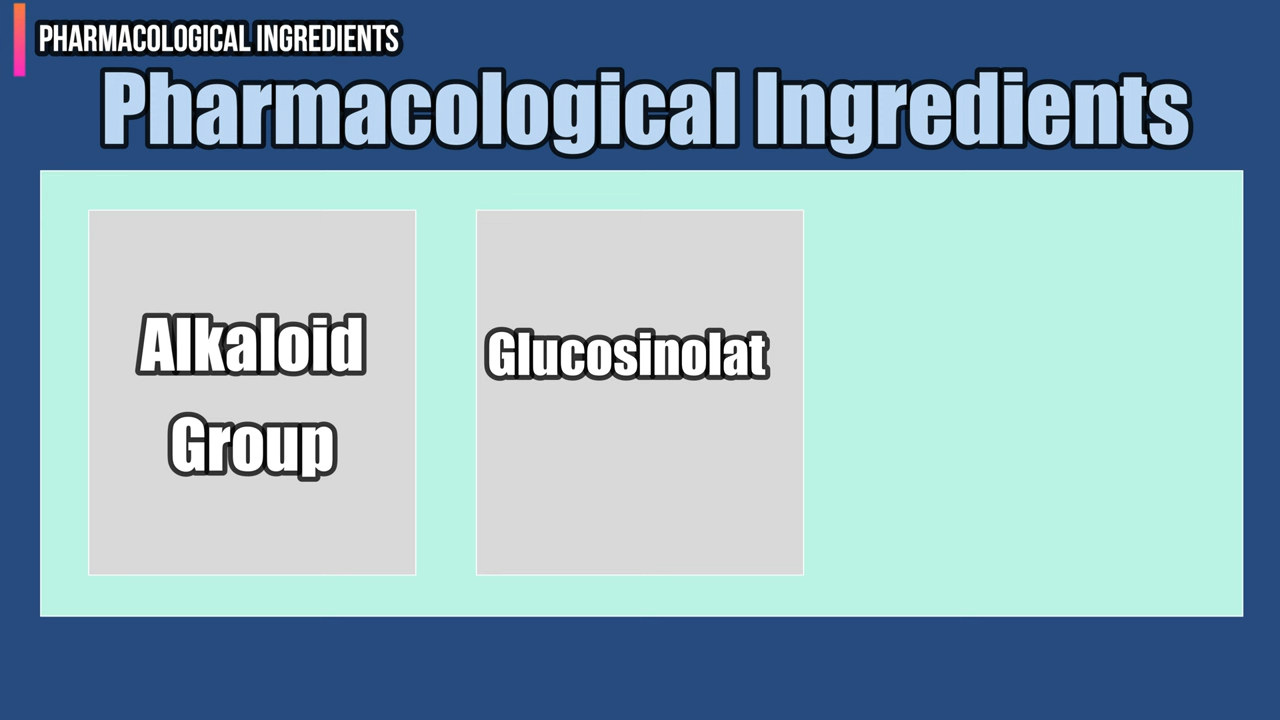 PHARMACOLOGICAL INGREDIENTS
Pharmacological Ingredients
Alkaloid
Group
Glucosinolat